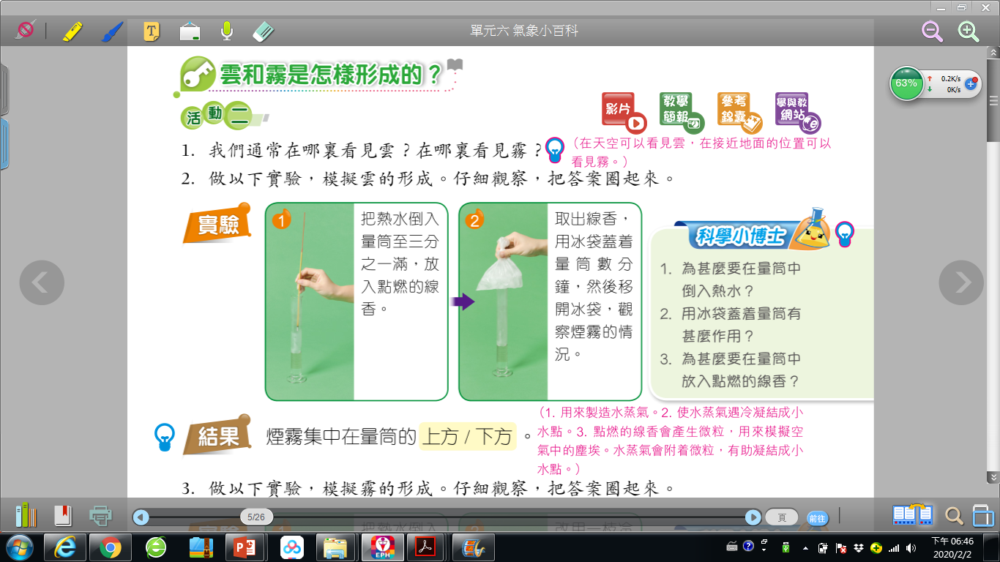 單元六 氣象小百科
雲和霧是怎樣形成的？
63%
0.2K/s
0K/s
活動二
影片
教學簡報
參考錦囊
學與教網站
1. 我們通常在哪裏看見雲？在哪裏看見霧？
（在天空可以看見雲，在接近地面的位置可以
看見霧。）
2. 做以下實驗，模擬雲的形成。仔細觀察，把答案圈起來。
實驗
1
把熱水倒入
量筒至三分
之一滿，放
入點燃的線
香。
2
取出線香，
用冰袋蓋着
量筒數分
鐘，然後移
開冰袋，觀
察煙霧的情
況。
科學小博士
1. 為甚麼要在量筒中
倒入熱水？
2. 用冰袋蓋着量筒有
甚麼作用？
3. 為甚麼要在量筒中
放入點燃的線香？
（1. 用來製造水蒸氣。2. 使水蒸氣遇冷凝結成小
水點。3. 點燃的線香會產生微粒，用來模擬空
氣中的塵埃。水蒸氣會附着微粒，有助凝結成小
水點。）
結果
煙霧集中在量筒的 上方 / 下方 。
3. 做以下實驗，模擬霧的形成。仔細觀察，把答案圈起來。
實驗
1
把熱水倒入
2
改用一枝冷
5/26
頁
前往
EPH
下午 06:46
2020/2/2